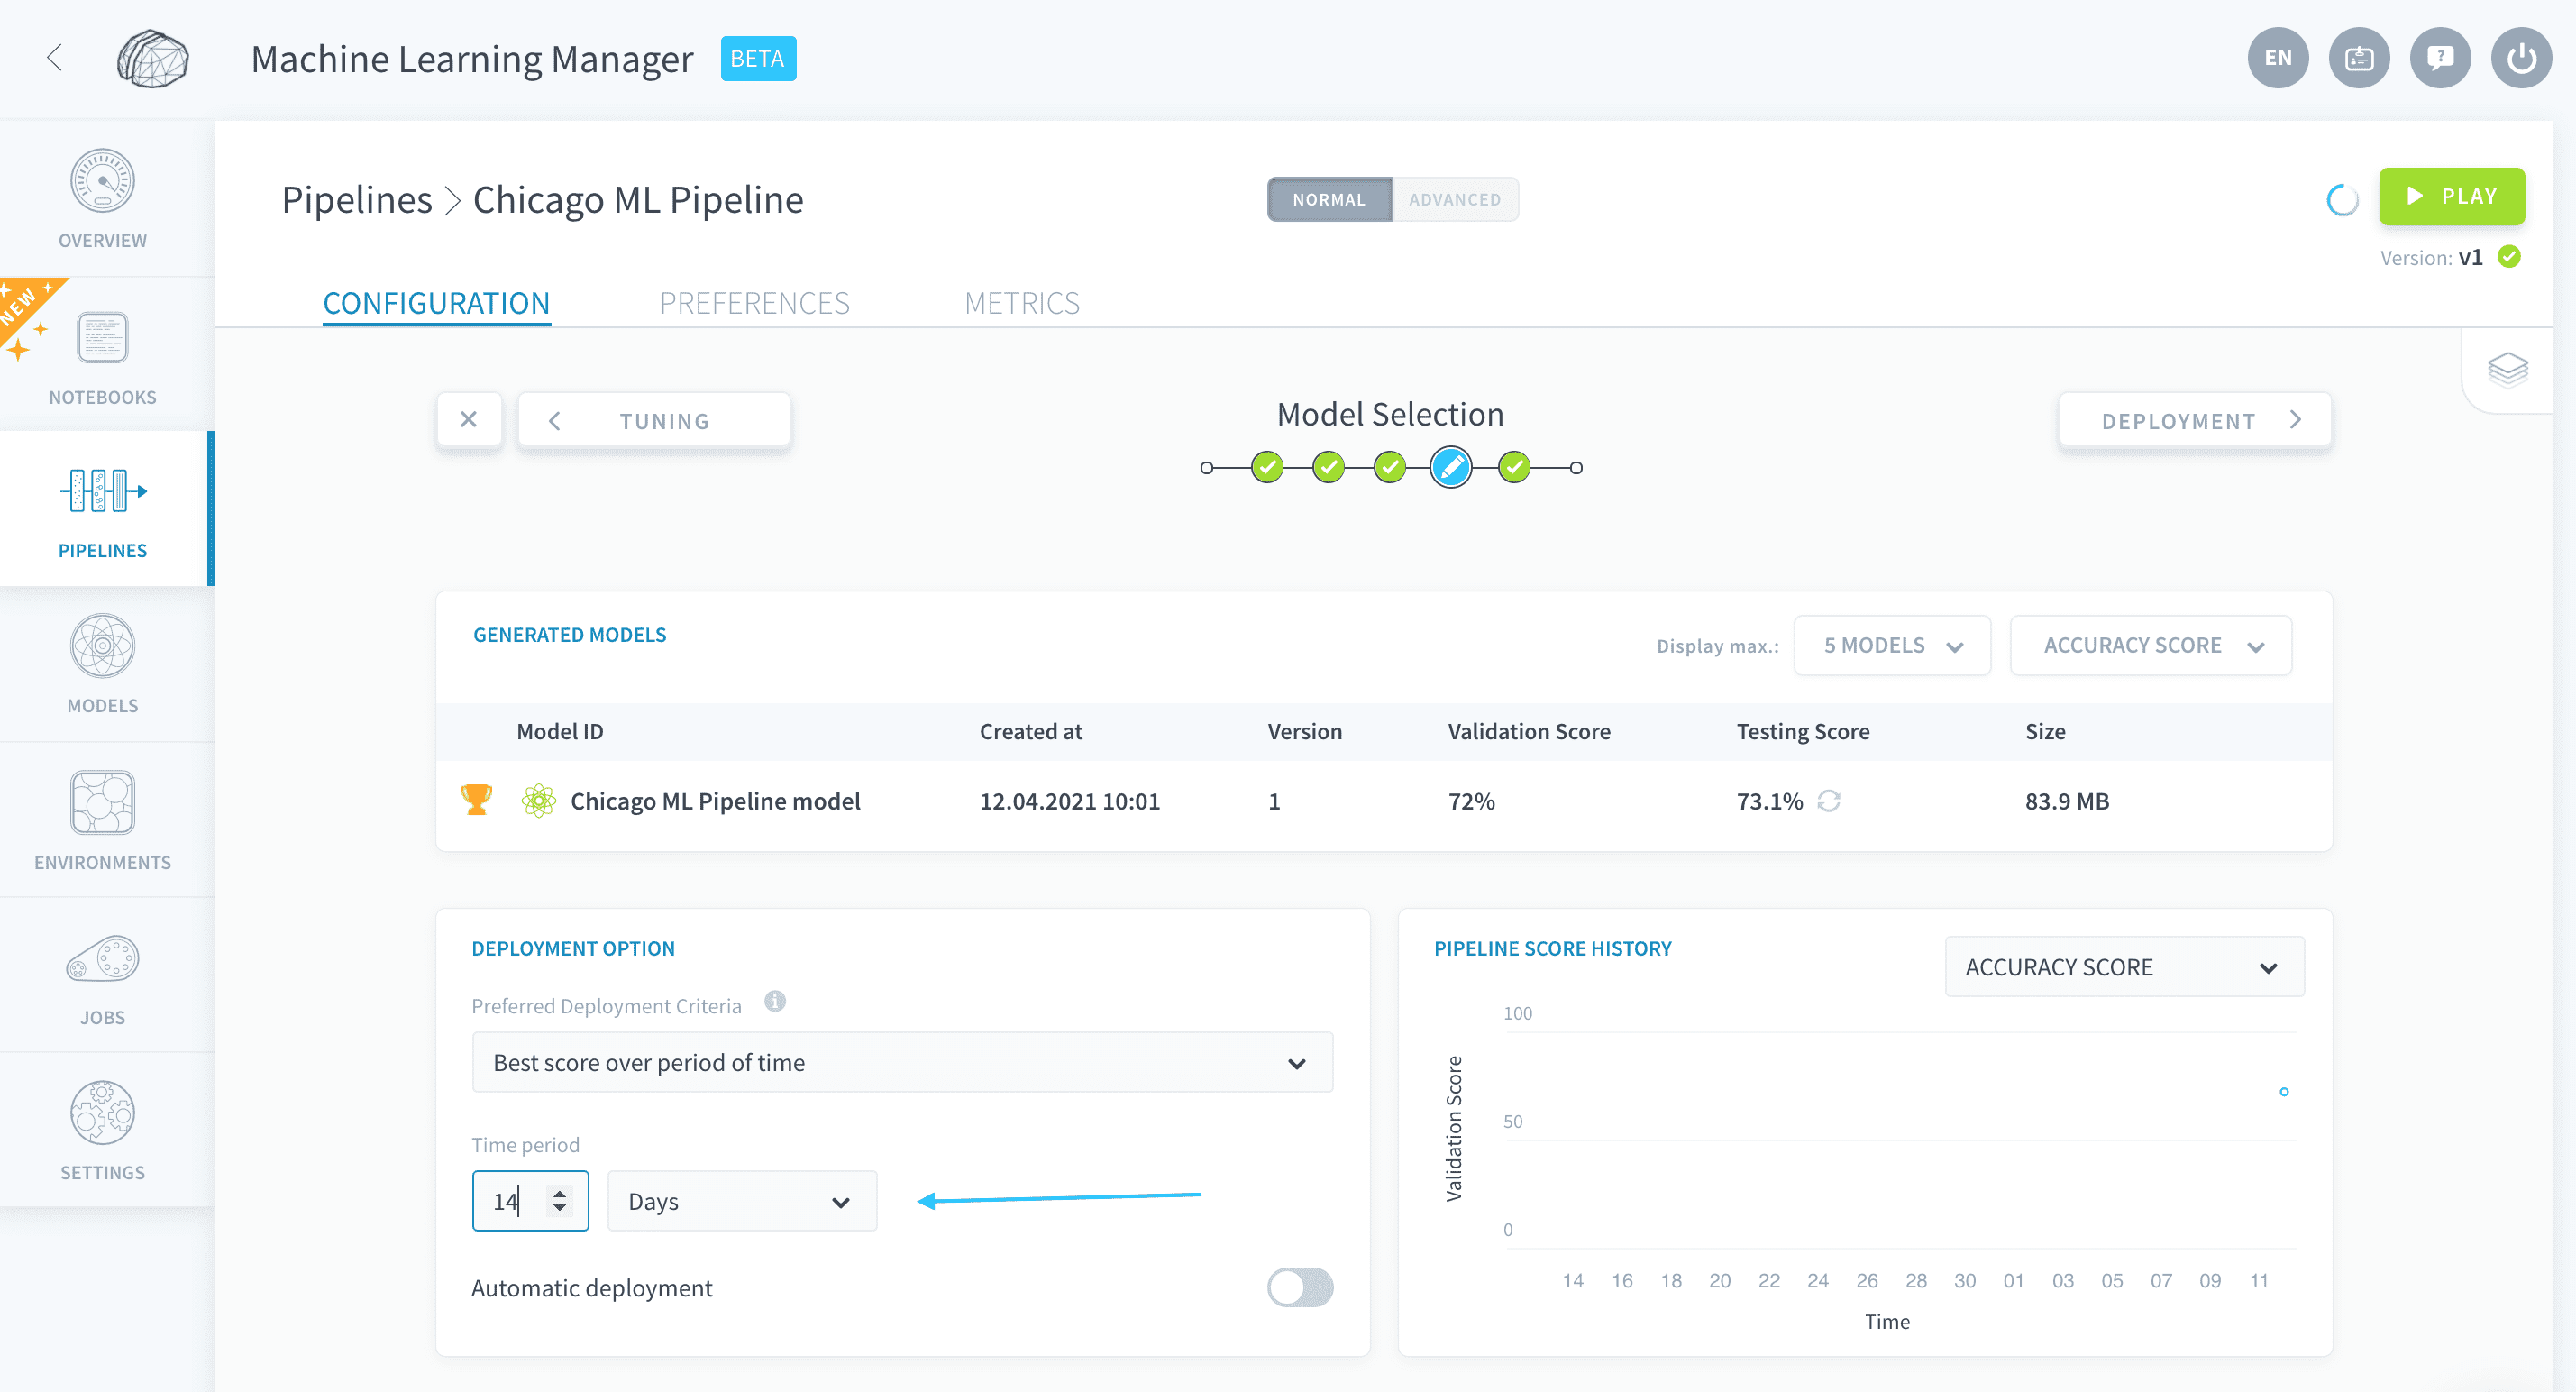 Machine Learning Manager BETA
EN
OVERVIEW
NEW
NOTEBOOKS
PIPELINES
MODELS
ENVIRONMENTS
JOBS
SETTINGS
Pipelines > Chicago ML Pipeline
NORMAL ADVANCED
PLAY
Version: v1
CONFIGURATION PREFERENCES METRICS
TUNING
Model Selection
DEPLOYMENT
GENERATED MODELS
Display max.: 5 MODELS ACCURACY SCORE
Model ID Created at Version Validation Score Testing Score Size
Chicago ML Pipeline model 12.04.2021 10:01 1 72% 73.1% 83.9 MB
DEPLOYMENT OPTION
Preferred Deployment Criteria
Best score over period of time
Time period
14 Days
Automatic deployment
PIPELINE SCORE HISTORY
ACCURACY SCORE
100
50
0
Validation Score
14 16 18 20 22 24 26 28 30 01 03 05 07 09 11
Time